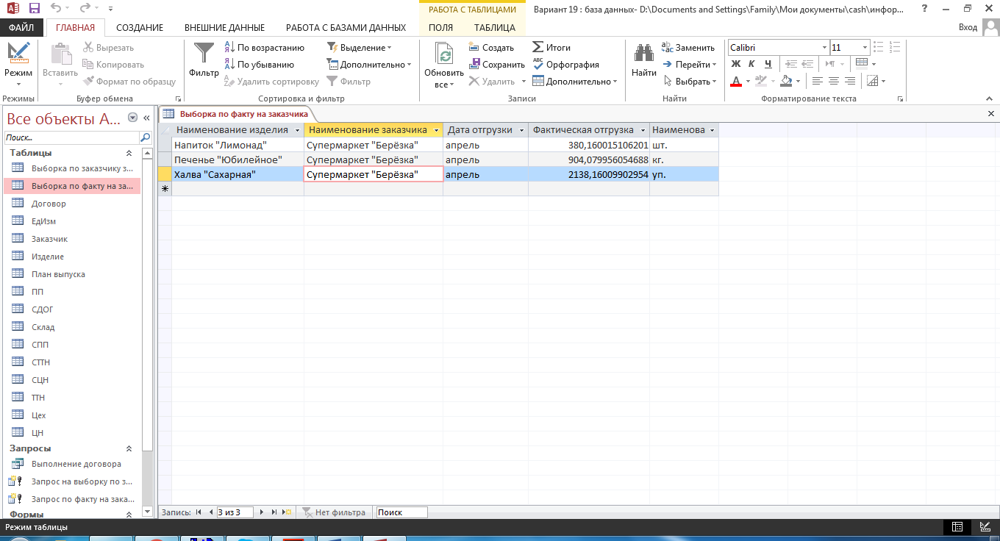 РАБОТА С ТАБЛИЦАМИ
Вариант 19 : база данных- D:\Documents and Settings\Family\Мои документы\cash\инфор...
?
ФАЙЛ ГЛАВНАЯ СОЗДАНИЕ ВНЕШНИЕ ДАННЫЕ РАБОТА С БАЗАМИ ДАННЫХ ПОЛЯ ТАБЛИЦА Вход
Режим
Режимы
Вставить
Вырезать
Копировать
Формат по образцу
Буфер обмена
Фильтр
По возрастанию
По убыванию
Удалить сортировку
Выделение
Дополнительно
Фильтр
Сортировка и фильтр
Обновить
все
Создать
Сохранить
Удалить
Итоги
Орфография
Дополнительно
Записи
Найти
Заменить
Перейти
Выбрать
Найти
Calibri 11
Ж К Ч
Форматирование текста
Все объекты А...
Поиск...
Таблицы
Выборка по заказчику з...
Выборка по факту на за...
Договор
ЕдИзм
Заказчик
Изделие
План выпуска
ПП
СДОГ
Склад
СПП
СТТН
СЦН
ТТН
Цех
ЦН
Запросы
Выполнение договора
Запрос на выборку по з...
Запрос по факту на зака...
Формы
Выборка по факту на заказчика
Наименование изделия Наименование заказчика Дата отгрузки Фактическая отгрузка Наименова
Напиток "Лимонад" Супермаркет "Берёзка" апрель 380,160015106201 шт.
Печенье "Юбилейное" Супермаркет "Берёзка" апрель 904,079956054688 кг.
Халва "Сахарная" Супермаркет "Берёзка" апрель 2138,16009902954 уп.
Запись: 3 из 3 Нет фильтра Поиск
Режим таблицы